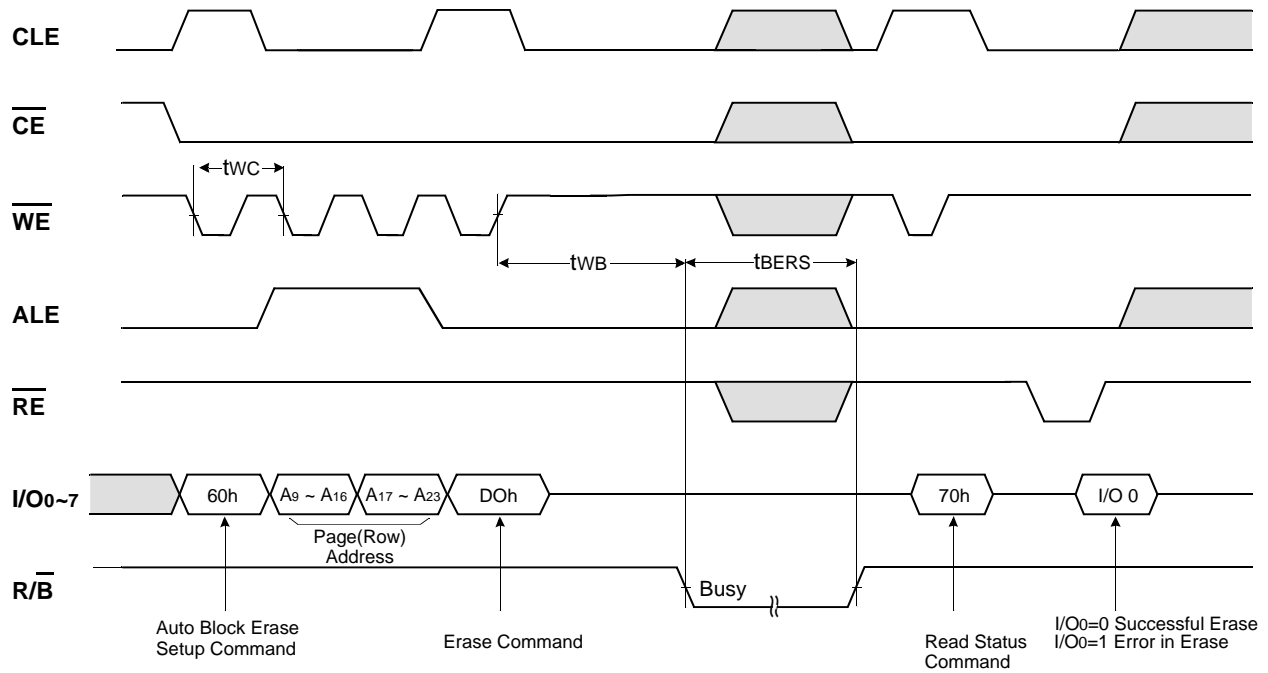 CLE
CE
tWC
WE
tWB
tBERS
ALE
RE
I/O0~7
60h
A9 ~ A16
A17 ~ A23
DOh
70h
I/O 0
Page(Row)
Address
R/B
Busy
Auto Block Erase
Setup Command
Erase Command
Read Status
Command
I/O0=0 Successful Erase
I/O0=1 Error in Erase